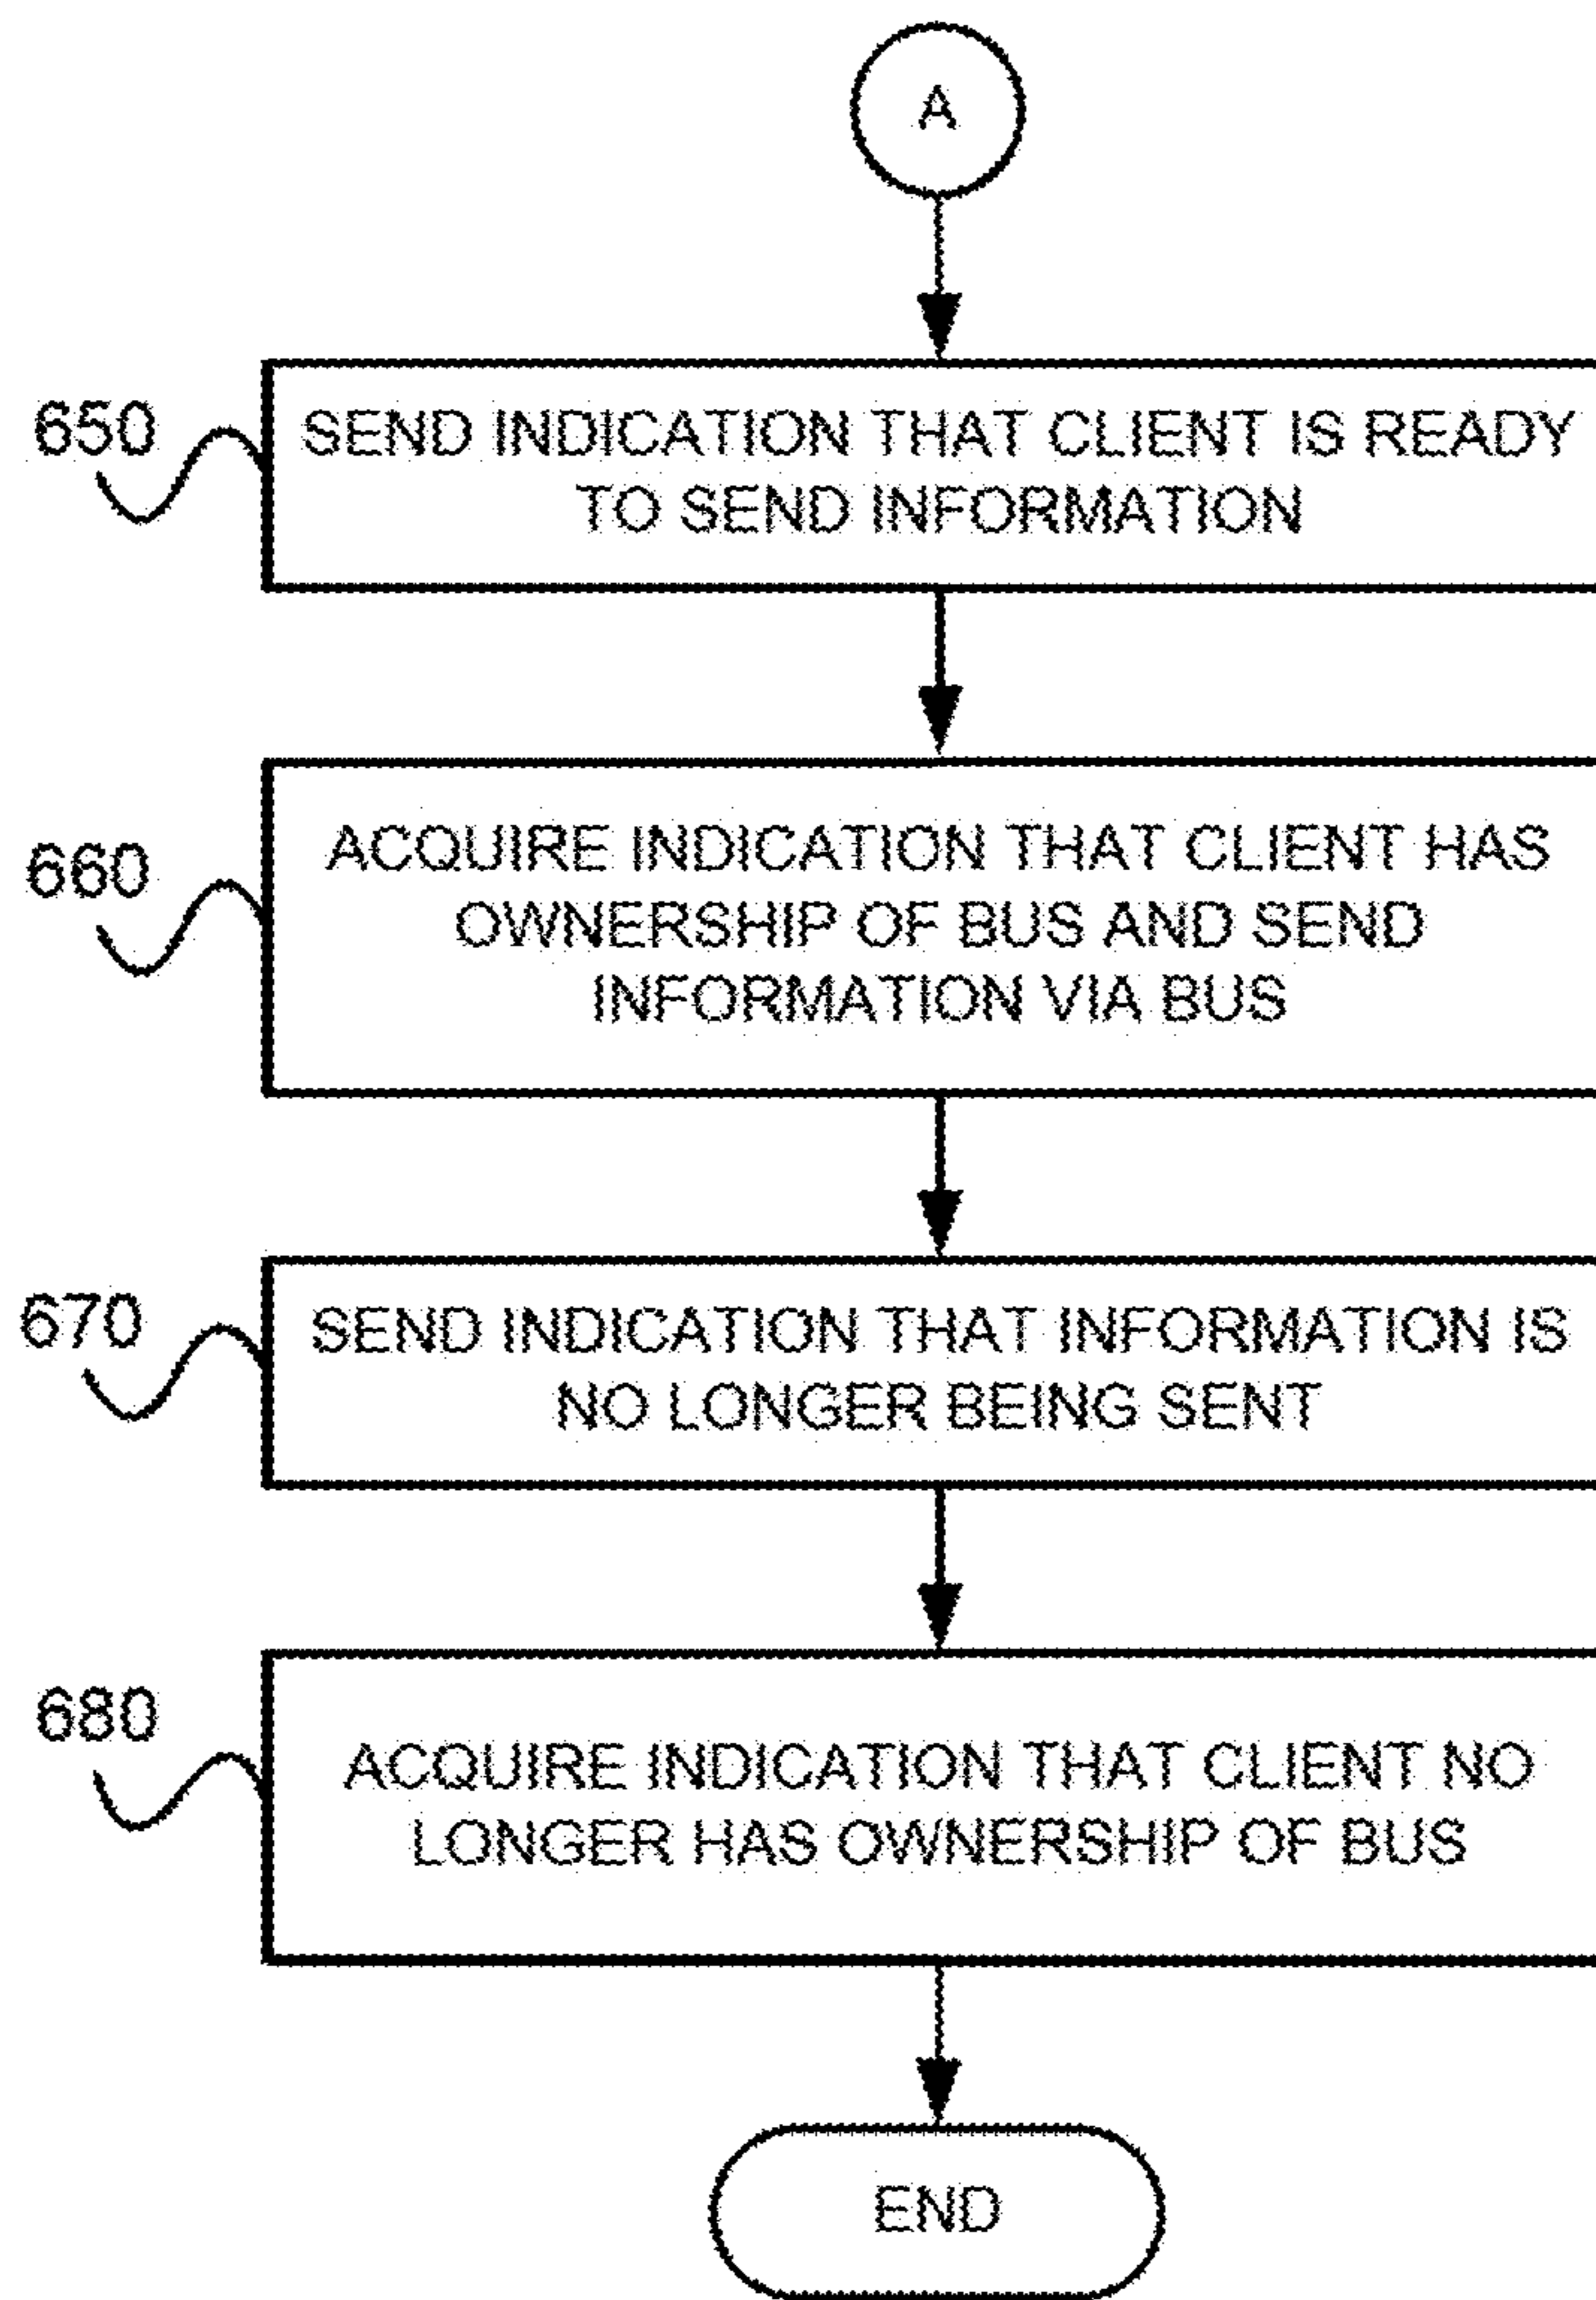 A
650
SEND INDICATION THAT CLIENT IS READY
TO SEND INFORMATION
660
ACQUIRE INDICATION THAT CLIENT HAS
OWNERSHIP OF BUS AND SEND
INFORMATION VIA BUS
670
SEND INDICATION THAT INFORMATION IS
NO LONGER BEING SENT
680
ACQUIRE INDICATION THAT CLIENT NO
LONGER HAS OWNERSHIP OF BUS
END